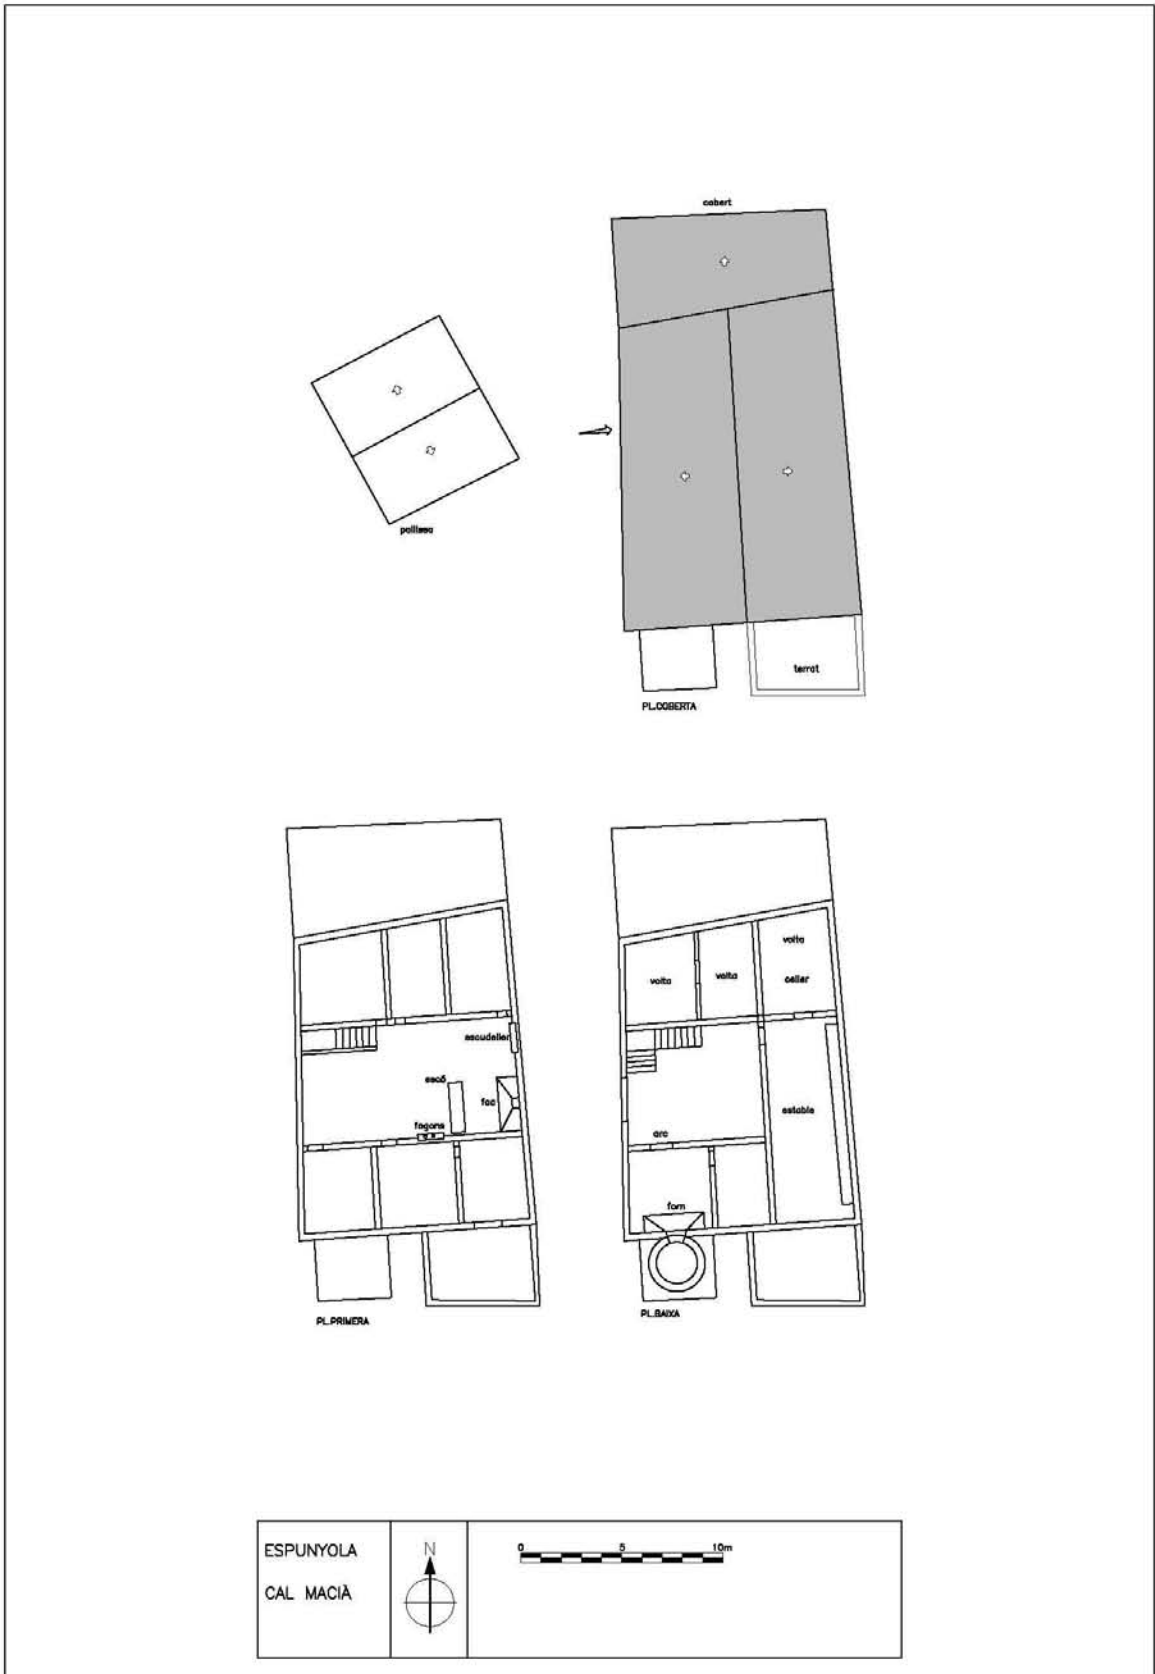 cobert
pallissa
terrat
PL.COBERTA
escudeller
escó
foc
fogons
PL.PRIMERA
volta
volta
volta
celler
estable
arc
forn
PL.BAIXA
ESPUNYOLA
CAL MACIÀ
N
0 5 10m